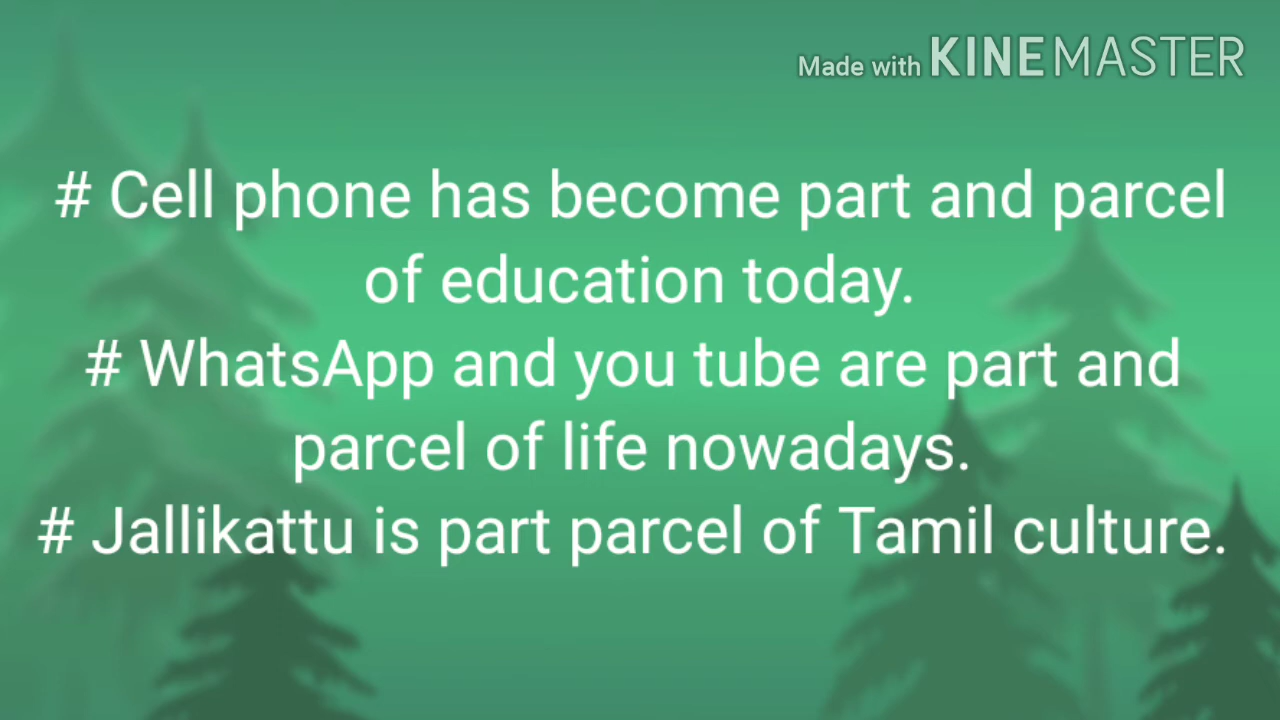 Made with KINEMASTER
# Cell phone has become part and parcel
of education today.
# WhatsApp and you tube are part and
parcel of life nowadays.
# Jallikattu is part parcel of Tamil culture.